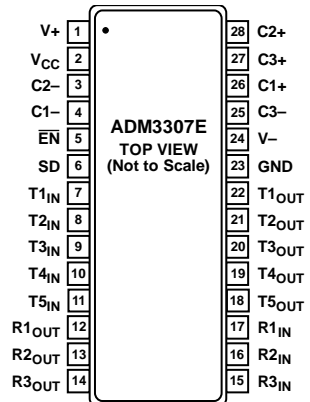 V+ 1 28 C2+
VCC 2 27 C3+
C2– 3 26 C1+
C1– 4 25 C3–
EN 5 24 V–
SD 6 23 GND
T1IN 7 22 T1OUT
T2IN 8 21 T2OUT
T3IN 9 20 T3OUT
T4IN 10 19 T4OUT
T5IN 11 18 T5OUT
R1OUT 12 17 R1IN
R2OUT 13 16 R2IN
R3OUT 14 15 R3IN
ADM3307E
TOP VIEW
(Not to Scale)